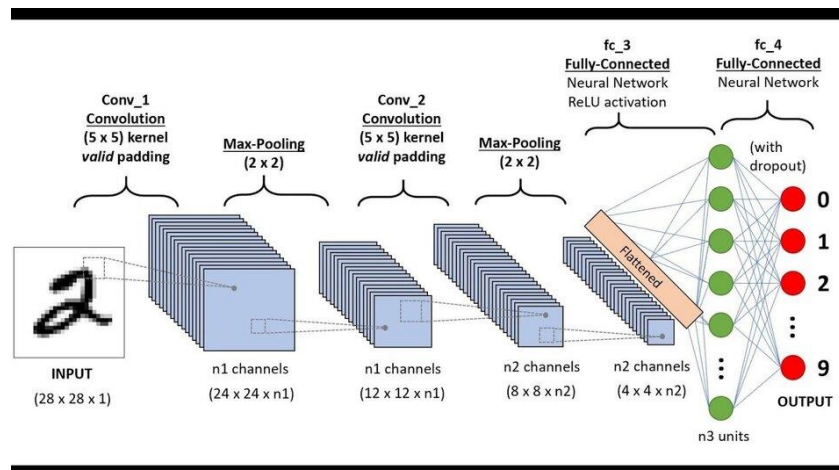 fc_3
Fully-Connected
Neural Network
ReLU activation
fc_4
Fully-Connected
Neural Network
Conv_1
Convolution
(5 x 5) kernel
valid padding
Max-Pooling
(2 x 2)
Conv_2
Convolution
(5 x 5) kernel
valid padding
Max-Pooling
(2 x 2)
(with
dropout)
Flattened
0
1
2
9
2
INPUT
(28 x 28 x 1)
n1 channels
(24 x 24 x n1)
n1 channels
(12 x 12 x n1)
n2 channels
(8 x 8 x n2)
n2 channels
(4 x 4 x n2)
n3 units
OUTPUT